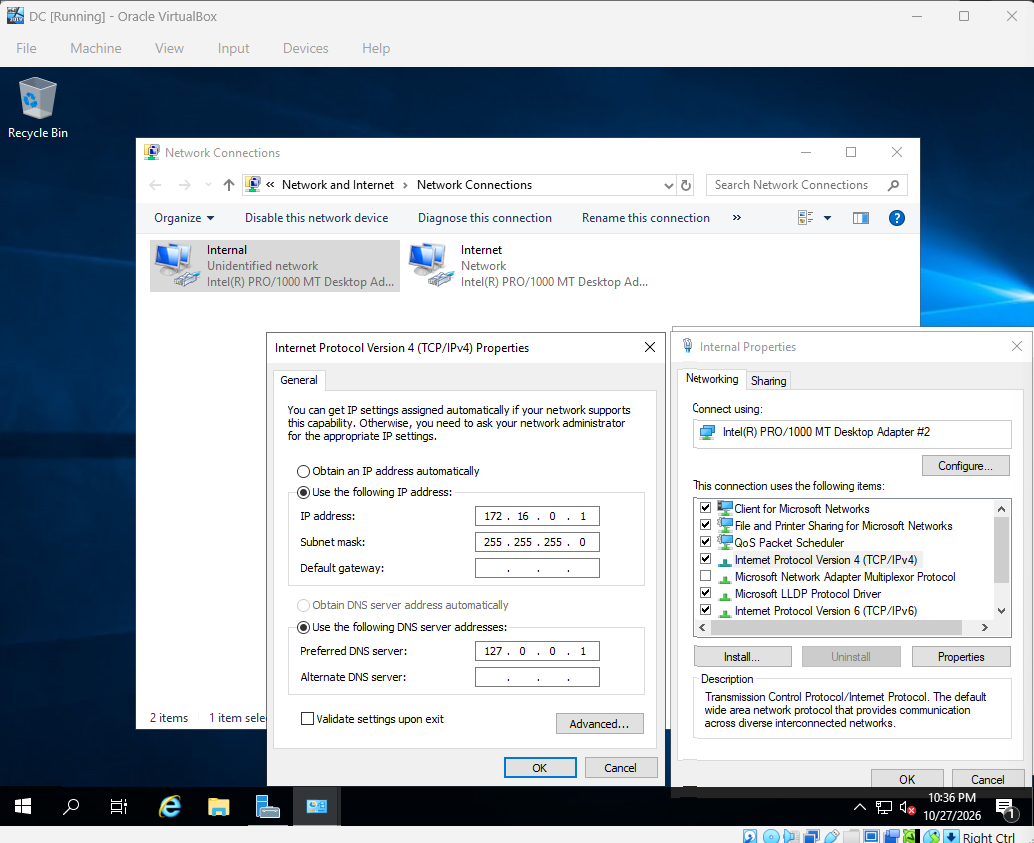 DC [Running] - Oracle VirtualBox
File Machine View Input Devices Help
Recycle Bin
Network Connections
« Network and Internet › Network Connections
Search Network Connections
Organize Disable this network device Diagnose this connection Rename this connection »
Internal
Unidentified network
Intel(R) PRO/1000 MT Desktop Ad...
Internet
Network
Intel(R) PRO/1000 MT Desktop Ad...
Internet Protocol Version 4 (TCP/IPv4) Properties
General
You can get IP settings assigned automatically if your network supports
this capability. Otherwise, you need to ask your network administrator
for the appropriate IP settings.
Obtain an IP address automatically
Use the following IP address:
IP address: 172 . 16 . 0 . 1
Subnet mask: 255 . 255 . 255 . 0
Default gateway: . . .
Obtain DNS server address automatically
Use the following DNS server addresses:
Preferred DNS server: 127 . 0 . 0 . 1
Alternate DNS server: . . .
Validate settings upon exit
Advanced...
OK Cancel
Internal Properties
Networking Sharing
Connect using:
Intel(R) PRO/1000 MT Desktop Adapter #2
Configure...
This connection uses the following items:
Client for Microsoft Networks
File and Printer Sharing for Microsoft Networks
QoS Packet Scheduler
Internet Protocol Version 4 (TCP/IPv4)
Microsoft Network Adapter Multiplexor Protocol
Microsoft LLDP Protocol Driver
Internet Protocol Version 6 (TCP/IPv6)
Install... Uninstall Properties
Description
Transmission Control Protocol/Internet Protocol. The default
wide area network protocol that provides communication
across diverse interconnected networks.
OK Cancel
2 items 1 item sele
10:36 PM
10/27/2026
1
Right Ctrl